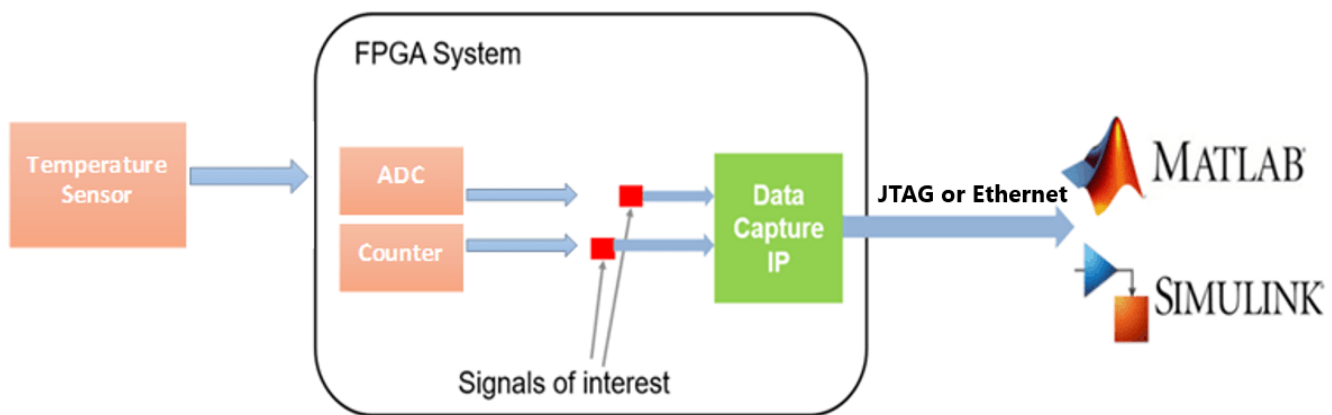 FPGA System
Temperature
Sensor
ADC
Counter
Data
Capture
IP
JTAG or Ethernet
MATLAB®
SIMULINK®
Signals of interest